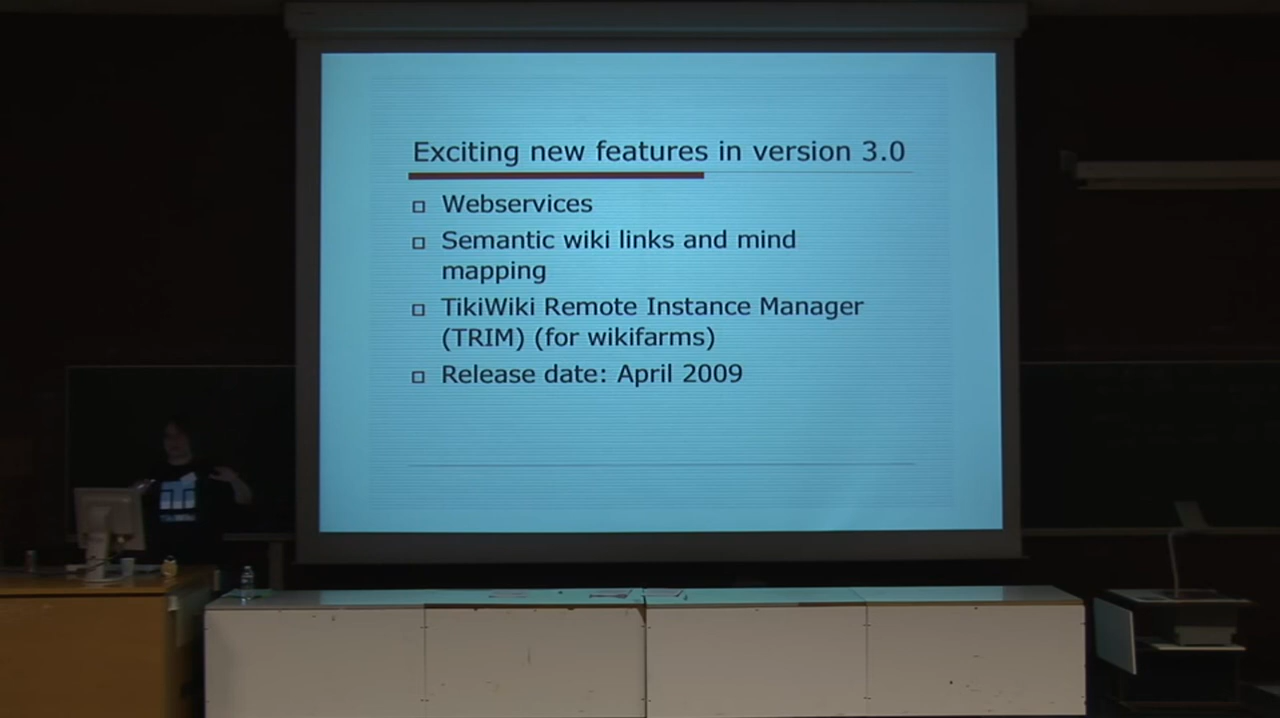 Exciting new features in version 3.0
Webservices
Semantic wiki links and mind
mapping
TikiWiki Remote Instance Manager
(TRIM) (for wikifarms)
Release date: April 2009